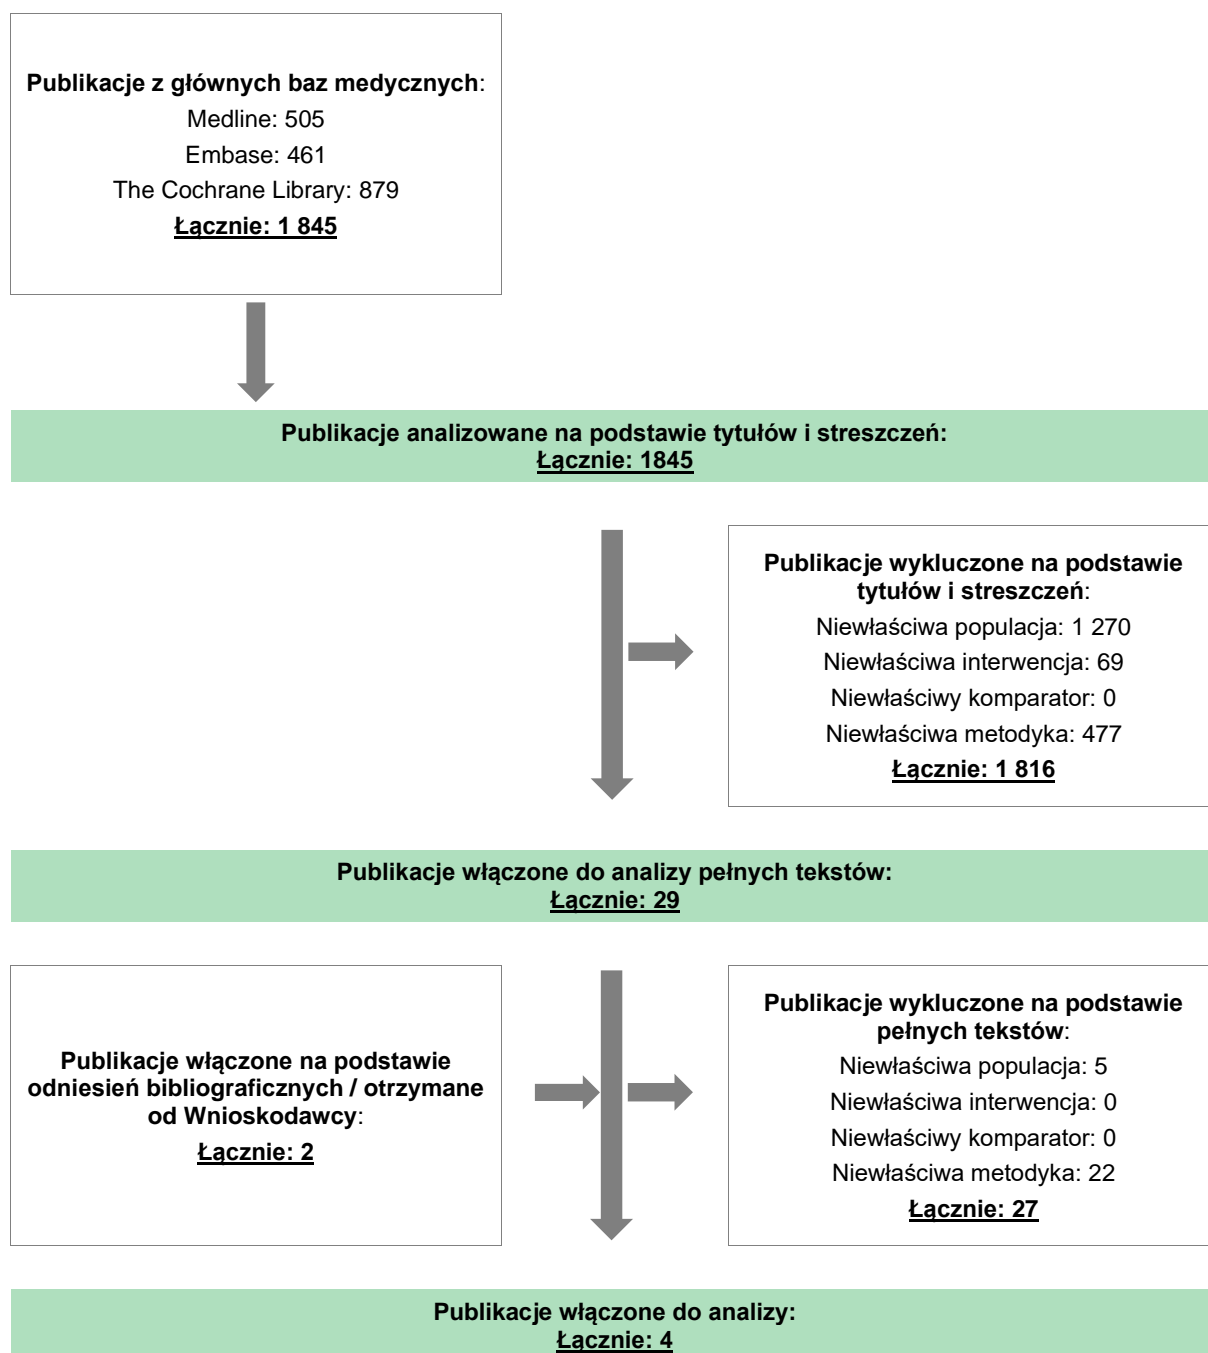 Publikacje z głównych baz medycznych:
Medline: 505
Embase: 461
The Cochrane Library: 879
Łącznie: 1 845
Publikacje analizowane na podstawie tytułów i streszczeń:
Łącznie: 1845
Publikacje wykluczone na podstawie
tytułów i streszczeń:
Niewłaściwa populacja: 1 270
Niewłaściwa interwencja: 69
Niewłaściwy komparator: 0
Niewłaściwa metodyka: 477
Łącznie: 1 816
Publikacje włączone do analizy pełnych tekstów:
Łącznie: 29
Publikacje włączone na podstawie
odniesień bibliograficznych / otrzymane
od Wnioskodawcy:
Łącznie: 2
Publikacje wykluczone na podstawie
pełnych tekstów:
Niewłaściwa populacja: 5
Niewłaściwa interwencja: 0
Niewłaściwy komparator: 0
Niewłaściwa metodyka: 22
Łącznie: 27
Publikacje włączone do analizy:
Łącznie: 4